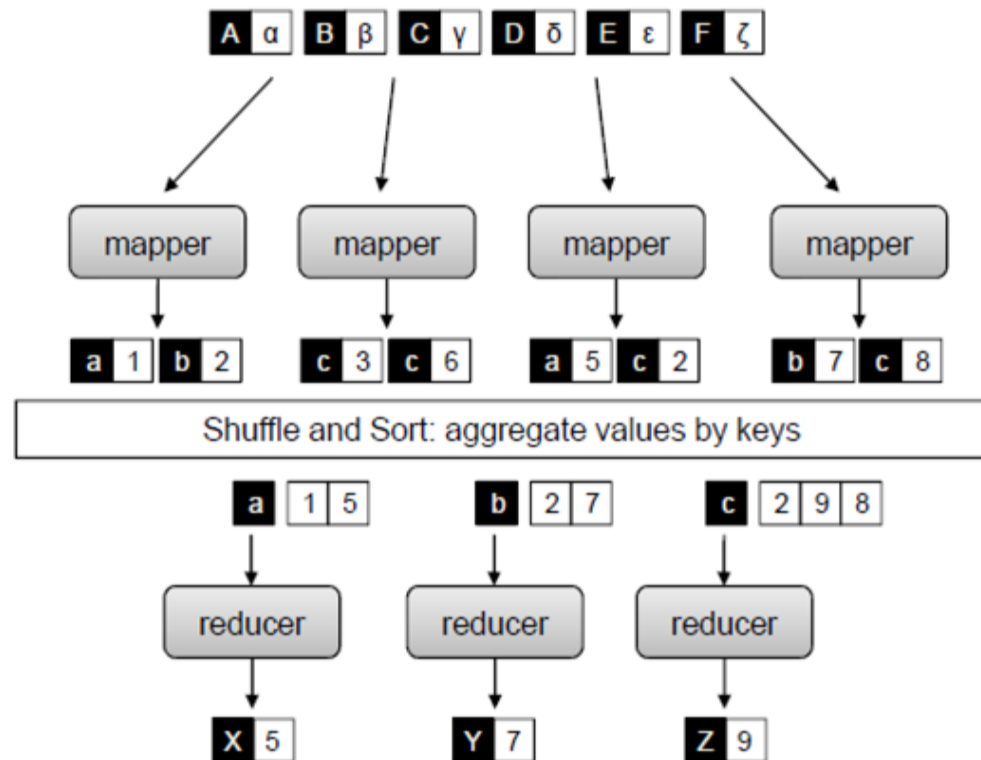 A α B β C γ D δ E ε F ζ
mapper mapper mapper mapper
a 1 b 2 c 3 c 6 a 5 c 2 b 7 c 8
Shuffle and Sort: aggregate values by keys
a 1 5 b 2 7 c 2 9 8
reducer reducer reducer
X 5 Y 7 Z 9